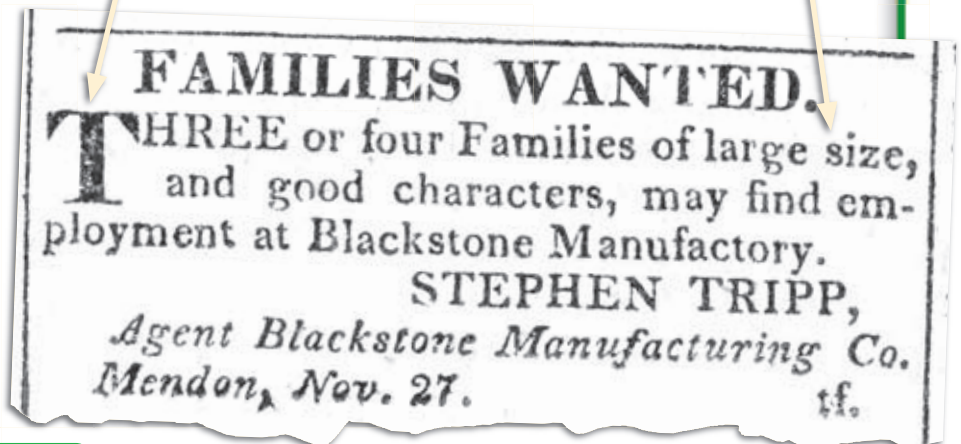 FAMILIES WANTED.
THREE or four Families of large size,
and good characters, may find em-
ployment at Blackstone Manufactory.
STEPHEN TRIPP,
Agent Blackstone Manufacturing Co.
Mendon, Nov. 27. tf.